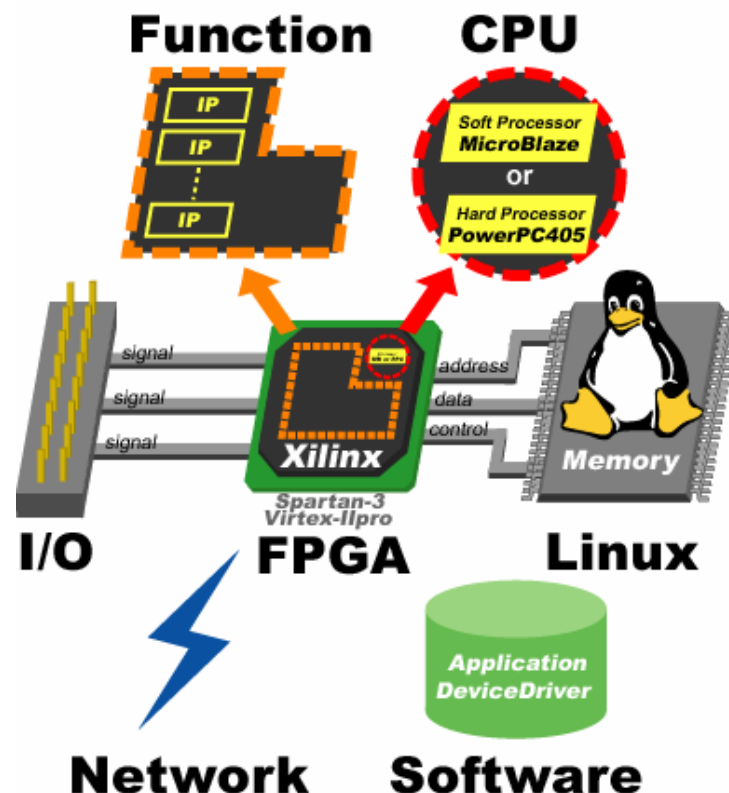 Function
CPU
IP
IP
IP
Soft Processor
MicroBlaze
or
Hard Processor
PowerPC405
signal
signal
signal
address
data
control
Xilinx
Memory
Spartan-3
Virtex-IIpro
I/O
FPGA
Linux
Application
DeviceDriver
Network
Software